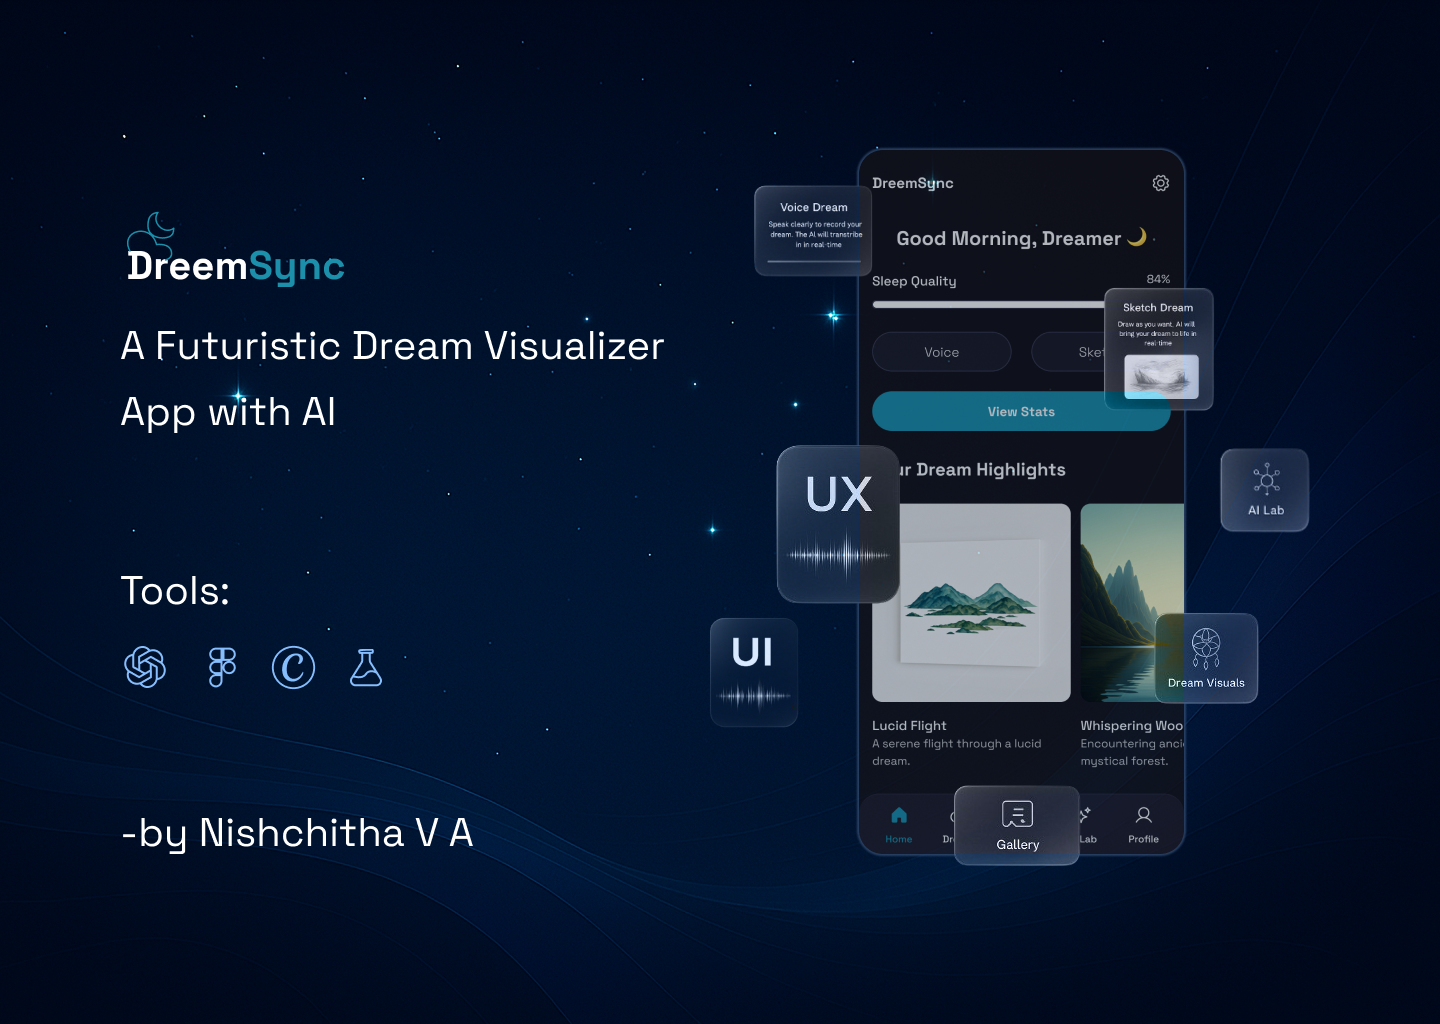 DreemSync
A Futuristic Dream Visualizer
App with AI
Tools:
-by Nishchitha V A
DreemSync
Voice Dream
Speak clearly to record your
dream. The AI will transtribe
in in real-time
Good Morning, Dreamer
Sleep Quality
84%
Voice
Sket
Sketch Dream
Draw as you want, AI will
bring your dream to life in
real-time
View Stats
ur Dream Highlights
UX
UI
AI Lab
Dream Visuals
Lucid Flight
A serene flight through a lucid
dream.
Whispering Woo
Encountering anci
mystical forest.
Home
Dr
Gallery
Lab
Profile